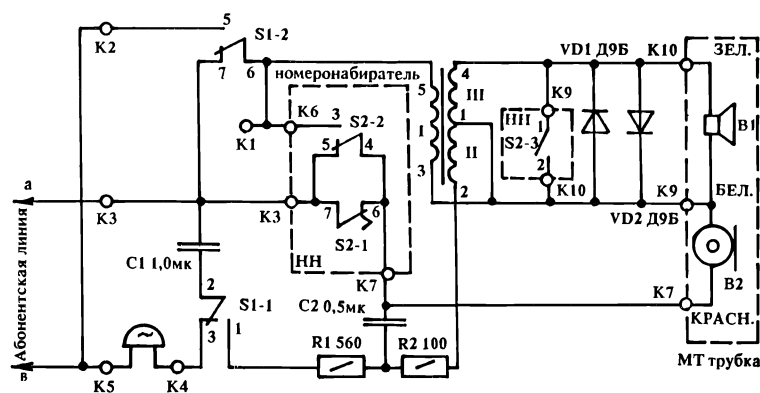 5
S1-2
VD1 Д9Б
K10
ЗЕЛ.
K2
7
6
номеронабиратель
5
4
K6
3
K9
III
S2-2
НН
1
1
K1
5
4
I
S2-3
B1
II
2
3
а
K9
БЕЛ.
K10
K3
K3
7
6
2
VD2 Д9Б
S2-1
C1 1,0мк
НН
K7
Абонентская линия
2
S1-1
C2 0,5мк
K7
B2
3
1
КРАСН.
R1 560
R2 100
МТ трубка
в
K5
K4